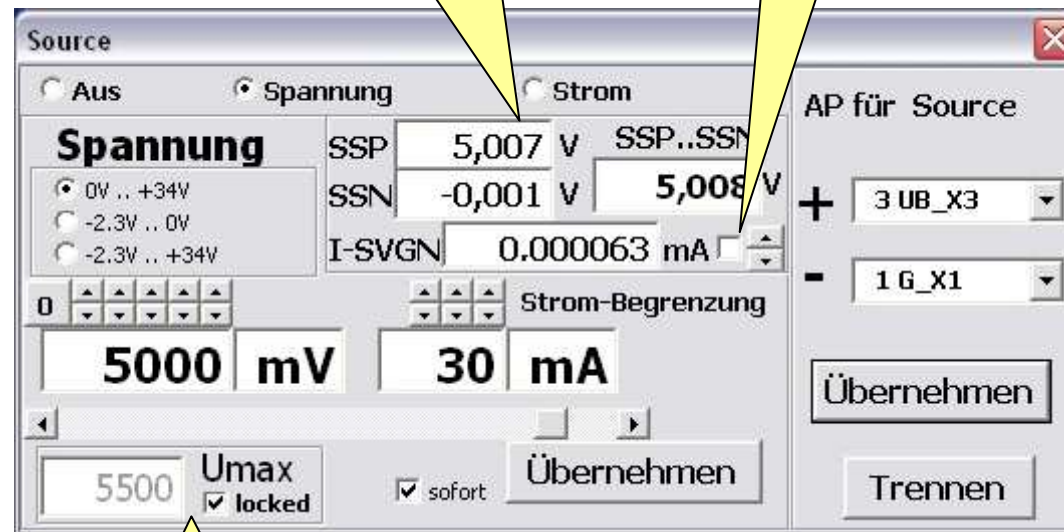 Source
Aus Spannung Strom
AP für Source
Spannung
0V .. +34V
-2.3V .. 0V
-2.3V .. +34V
SSP 5,007 V
SSN -0,001 V
SSP..SSN
5,008 V
I-SVGN 0.000063 mA
+ 3 UB_X3
- 1 G_X1
0
Strom-Begrenzung
5000 mV 30 mA
Übernehmen
5500 Umax
locked
sofort Übernehmen
Trennen